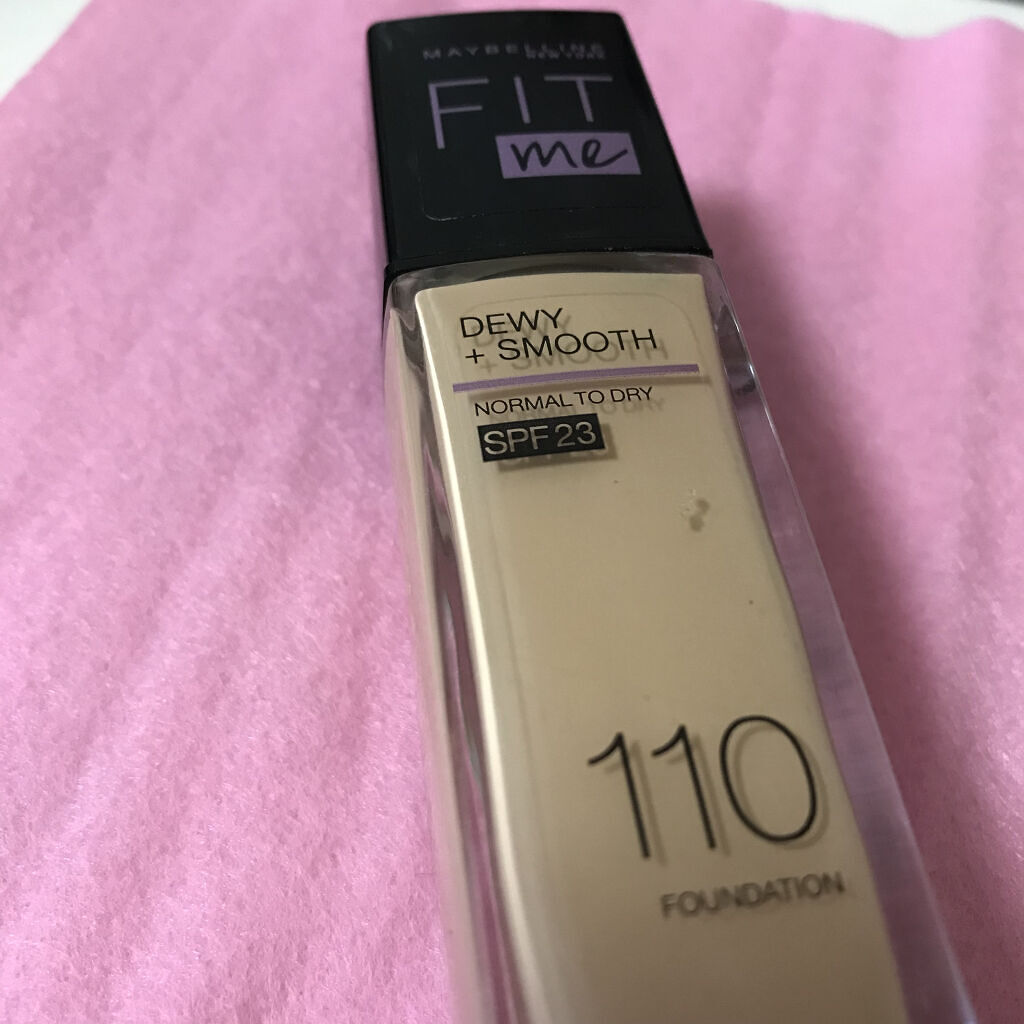 MAYBELLINE
NEW YORK
FIT
me
DEWY
+ SMOOTH
NORMAL TO DRY
SPF 23
110
FOUNDATION